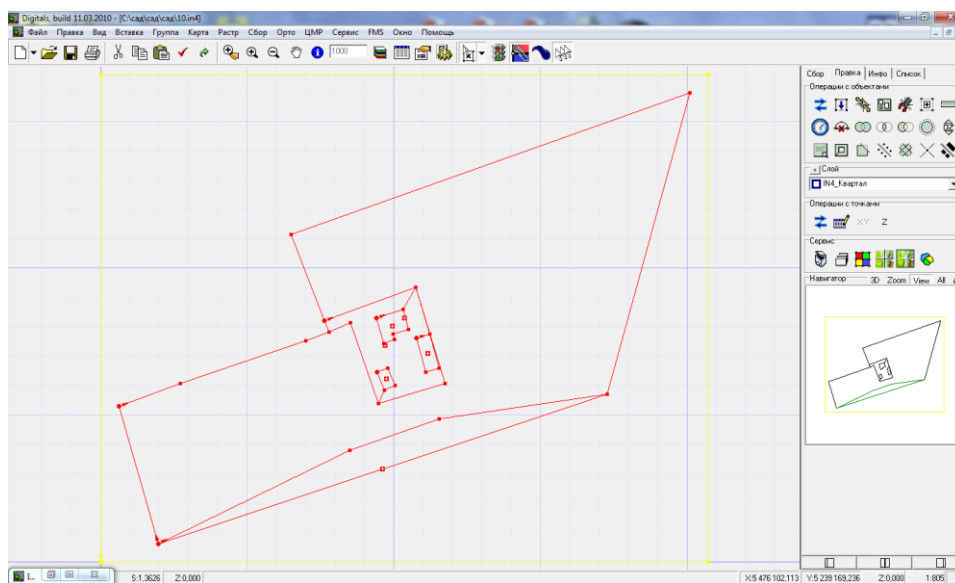 Digitals, build 11.03.2010 - [C:\сад\сад\сад\10.in4]
Файл Правка Вид Вставка Группа Карта Растр Сбор Орто ЦМР Сервис FMS Окно Помощь
1000
Сбор Правка Инфо Список
Операции с объектами
Слой
IN4_Квартал
Операции с точками
XY Z
Сервис
Навигатор 3D Zoom View All
S:1,3626 Z:0,000 X:5 476 102,113 Y:5 239 169,236 Z:0,000 1:805